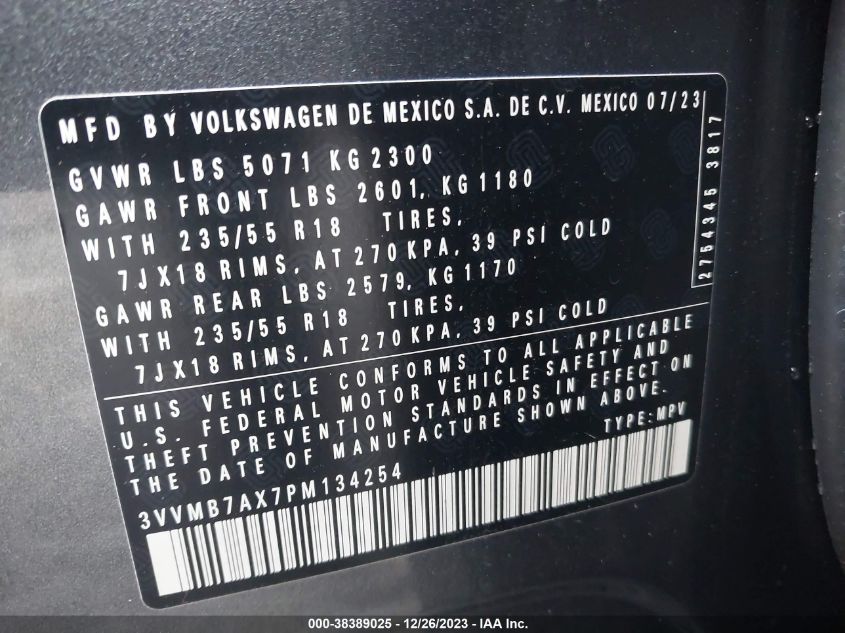 MFD BY VOLKSWAGEN DE MEXICO S.A. DE C.V. MEXICO 07/23
GVWR LBS 5071 KG 2300
GAWR FRONT LBS 2601, KG 1180
WITH 235/55 R18 TIRES,
7JX18 RIMS, AT 270 KPA, 39 PSI COLD
GAWR REAR LBS 2579, KG 1170
WITH 235/55 R18 TIRES,
7JX18 RIMS, AT 270 KPA, 39 PSI COLD
2754345 3817
THIS VEHICLE CONFORMS TO ALL APPLICABLE
U.S. FEDERAL MOTOR VEHICLE SAFETY AND
THEFT PREVENTION STANDARDS IN EFFECT ON
THE DATE OF MANUFACTURE SHOWN ABOVE.
TYPE: MPV
3VVMB7AX7PM134254
000-38389025 - 12/26/2023 - IAA Inc.